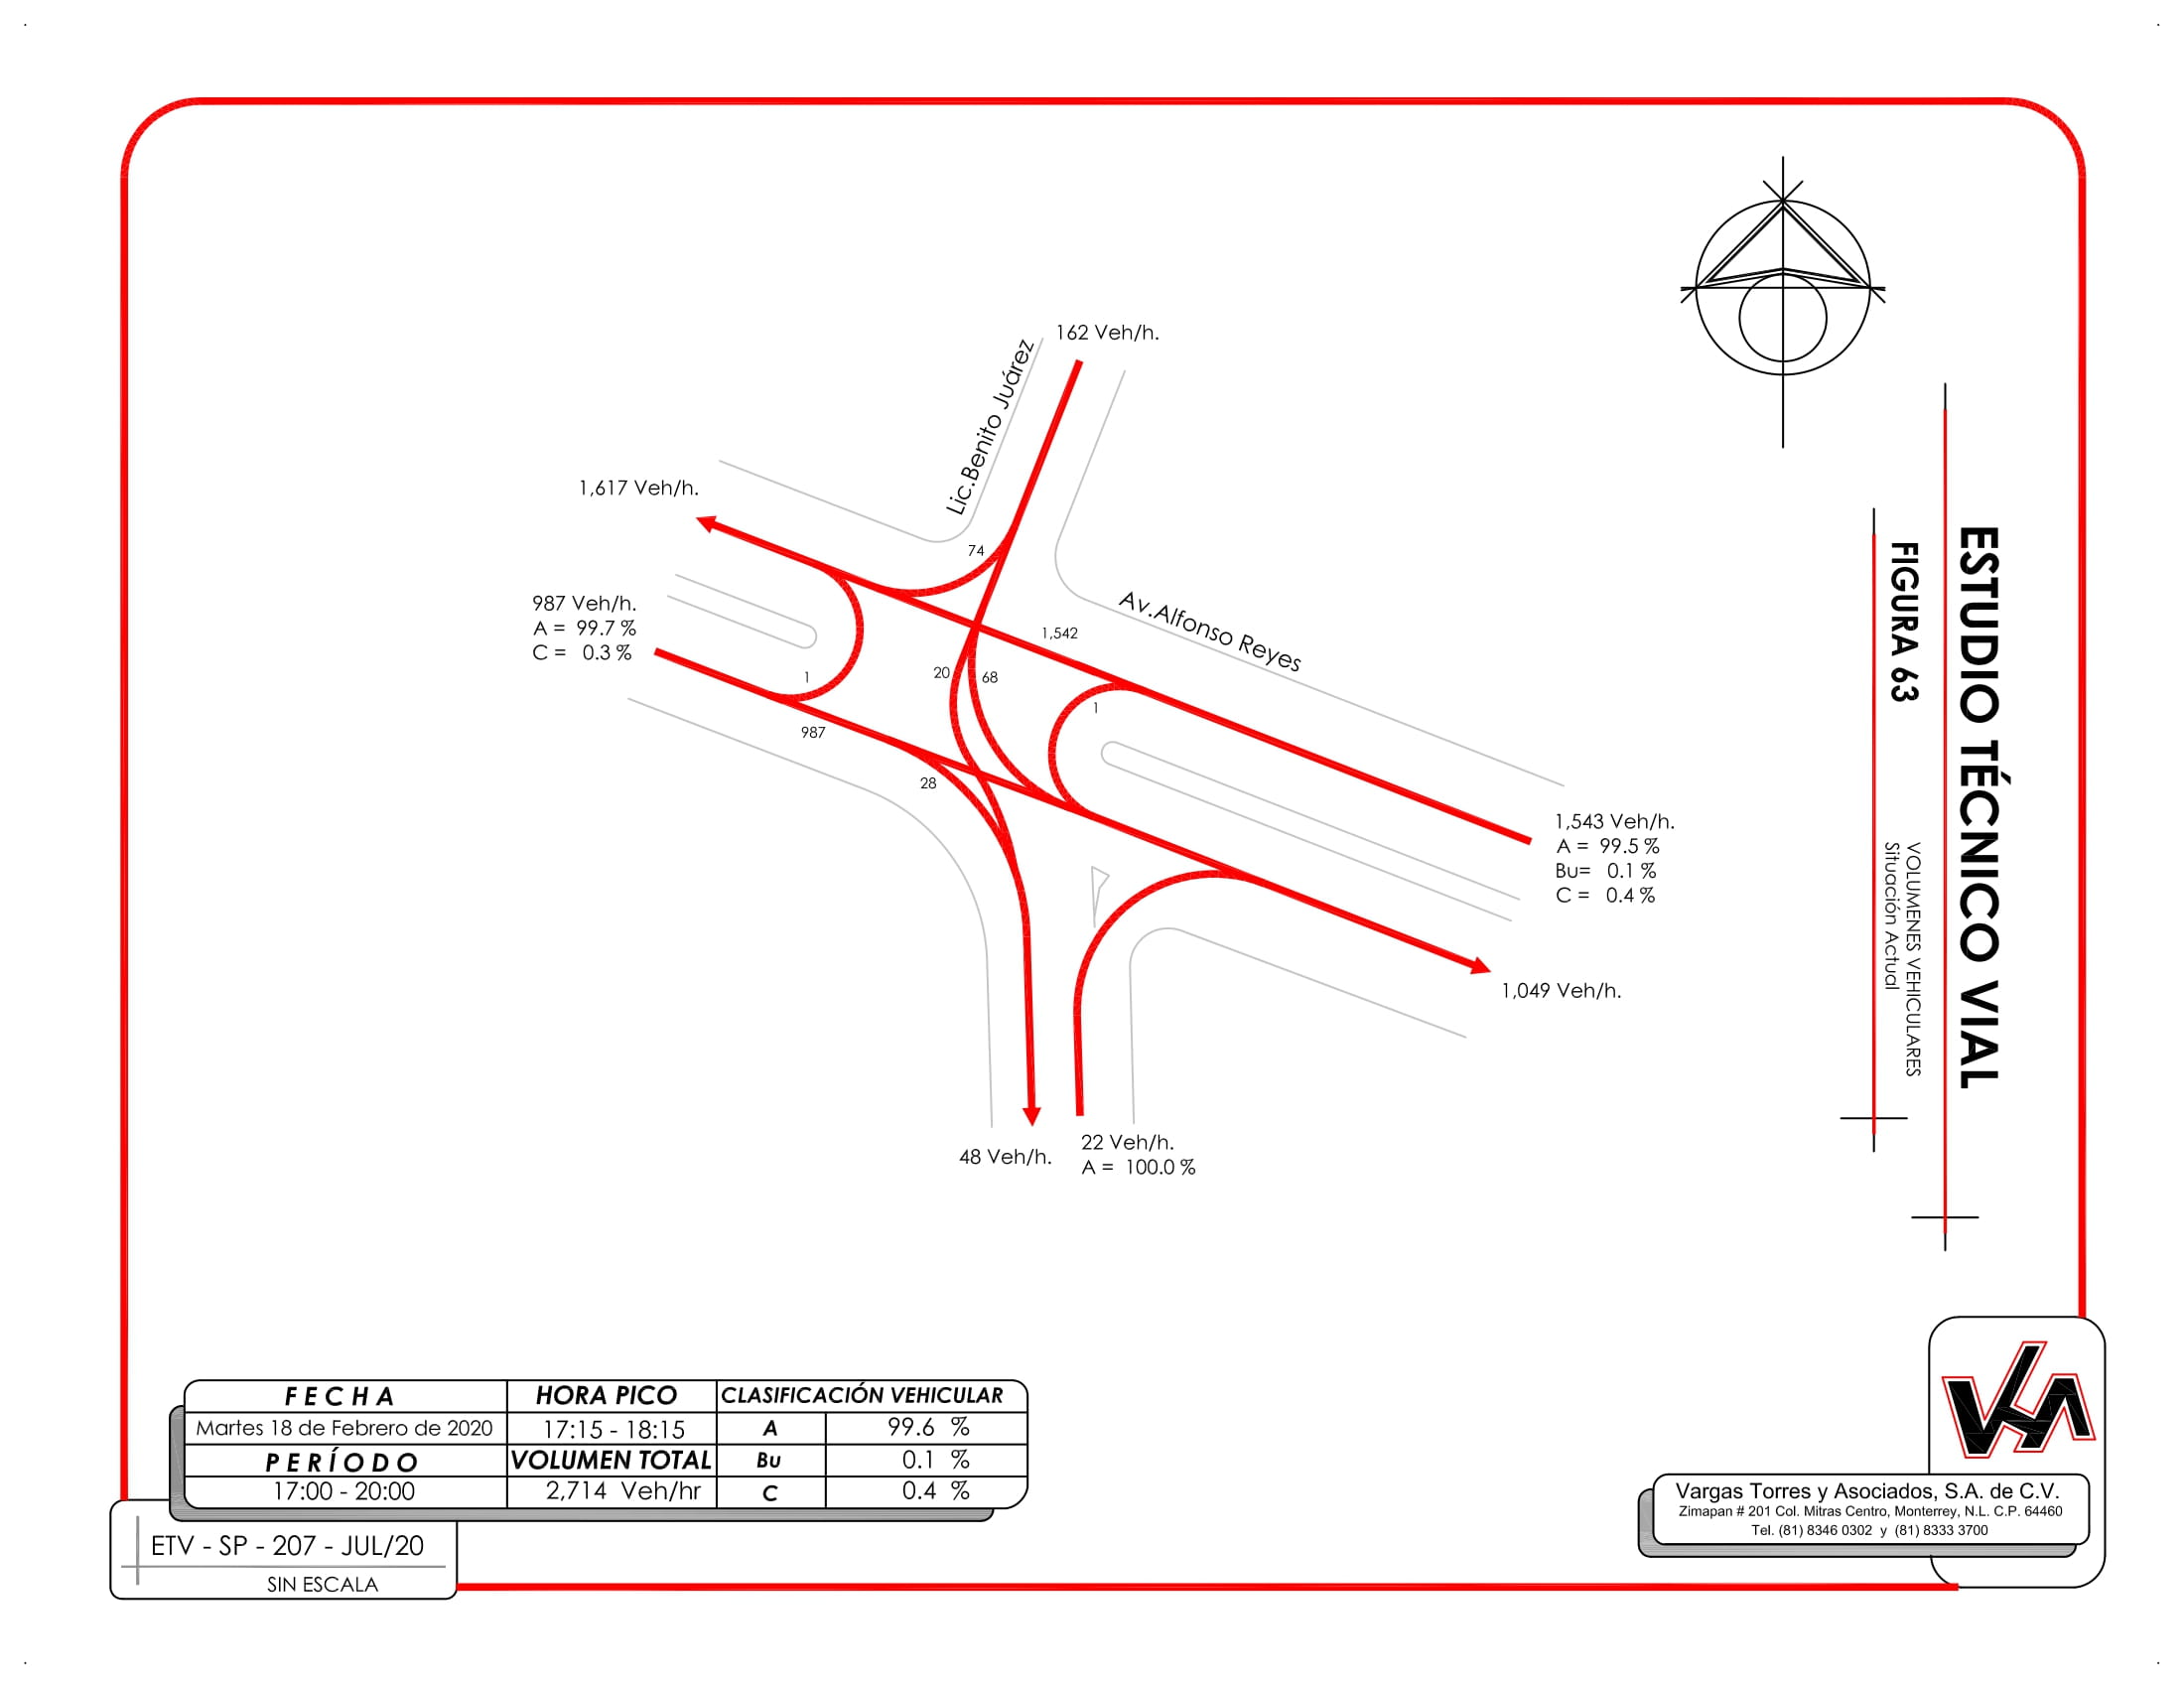 162 Veh/h.
Lic.Benito Juárez
1,617 Veh/h.
74
987 Veh/h.
A = 99.7 %
C = 0.3 %
Av.Alfonso Reyes
1,542
1
20
68
1
987
28
1,543 Veh/h.
A = 99.5 %
Bu= 0.1 %
C = 0.4 %
1,049 Veh/h.
48 Veh/h.
22 Veh/h.
A = 100.0 %
ESTUDIO TÉCNICO VIAL
FIGURA 63
VOLUMENES VEHICULARES
Situación Actual
FECHA HORA PICO CLASIFICACIÓN VEHICULAR
Martes 18 de Febrero de 2020 17:15 - 18:15 A 99.6 %
PERÍODO VOLUMEN TOTAL Bu 0.1 %
17:00 - 20:00 2,714 Veh/hr C 0.4 %
ETV - SP - 207 - JUL/20
SIN ESCALA
Vargas Torres y Asociados, S.A. de C.V.
Zimapan # 201 Col. Mitras Centro, Monterrey, N.L. C.P. 64460
Tel. (81) 8346 0302 y (81) 8333 3700